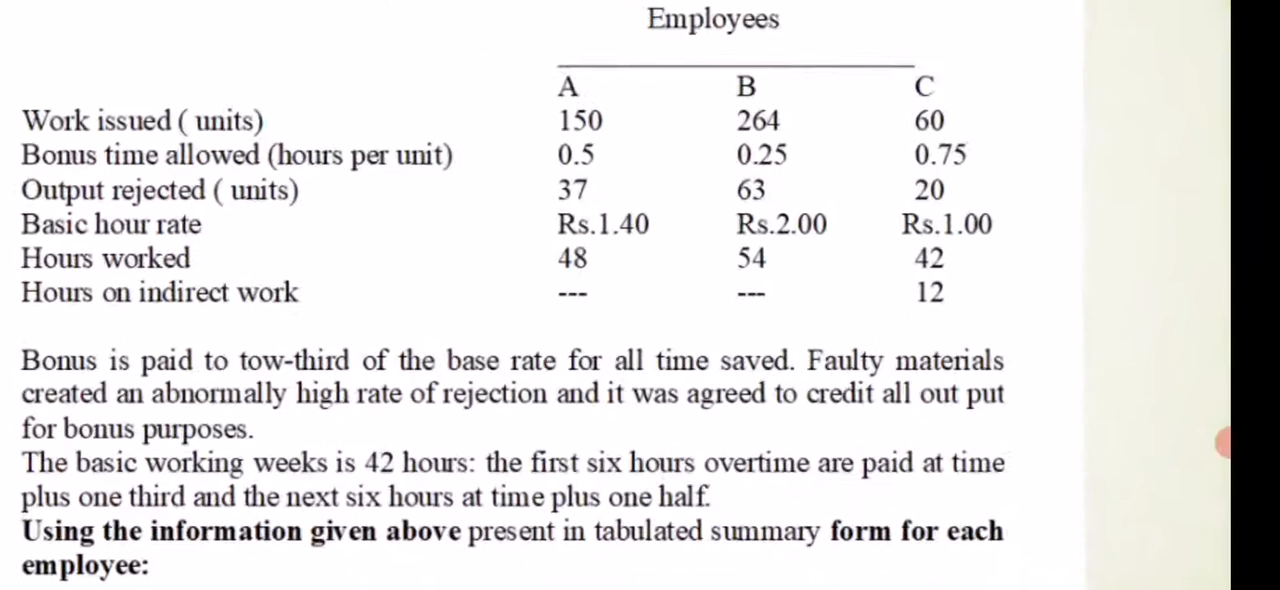 Employees
A B C
Work issued ( units) 150 264 60
Bonus time allowed (hours per unit) 0.5 0.25 0.75
Output rejected ( units) 37 63 20
Basic hour rate Rs.1.40 Rs.2.00 Rs.1.00
Hours worked 48 54 42
Hours on indirect work --- --- 12
Bonus is paid to tow-third of the base rate for all time saved. Faulty materials
created an abnormally high rate of rejection and it was agreed to credit all out put
for bonus purposes.
The basic working weeks is 42 hours: the first six hours overtime are paid at time
plus one third and the next six hours at time plus one half.
Using the information given above present in tabulated summary form for each
employee: